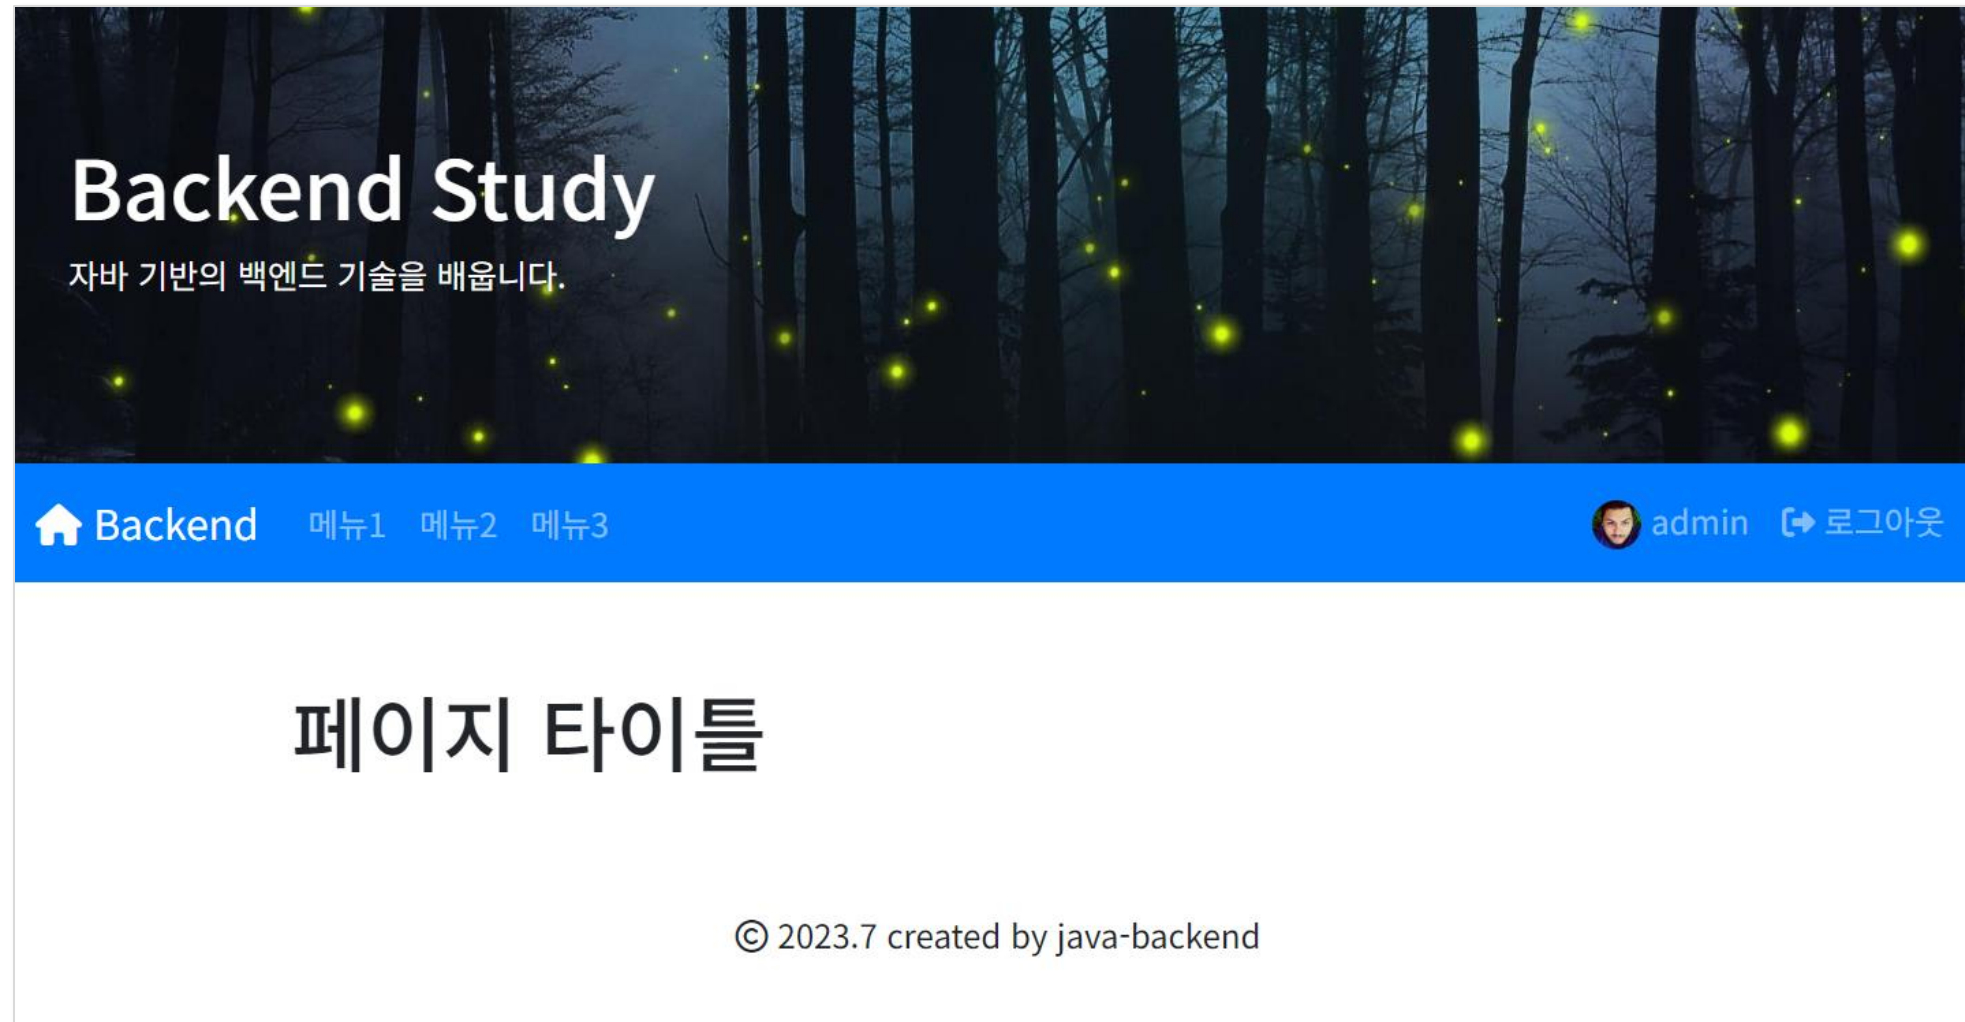 Backend Study
자바 기반의 백엔드 기술을 배웁니다.
Backend 메뉴1 메뉴2 메뉴3 admin 로그아웃
페이지 타이틀
© 2023.7 created by java-backend